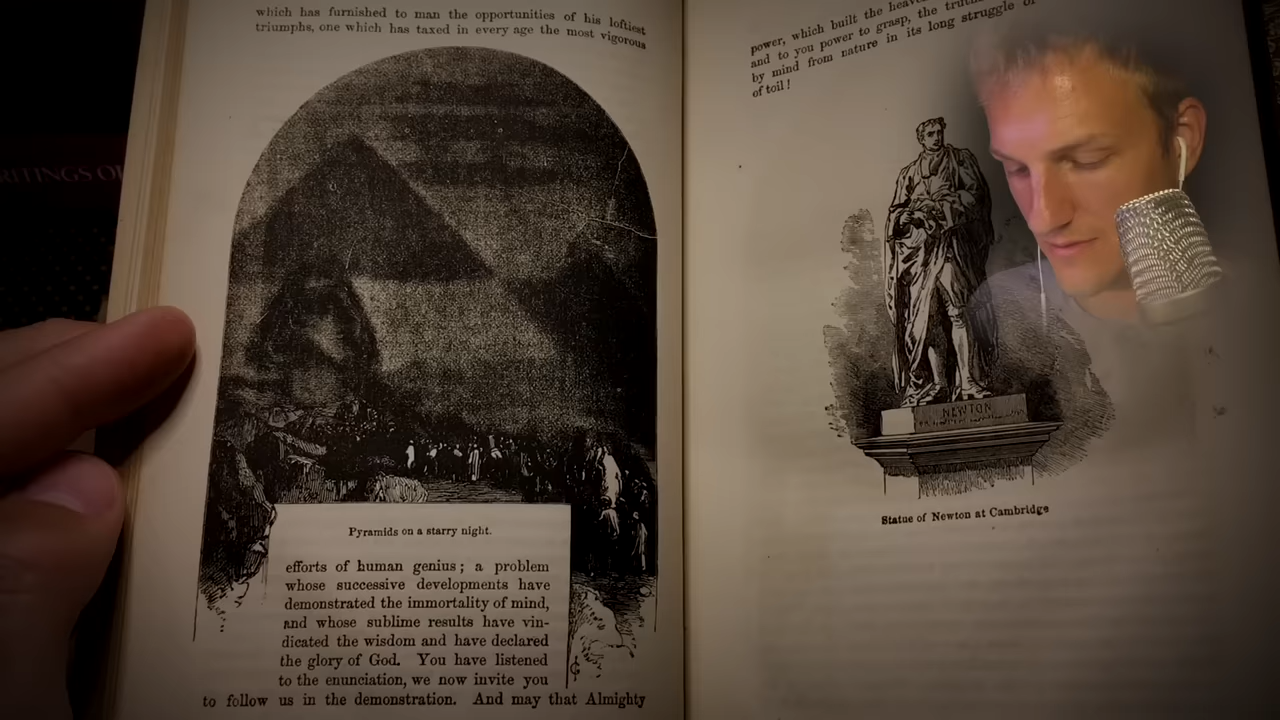 RITINGS OF
which has furnished to man the opportunities of his loftiest
triumphs, one which has taxed in every age the most vigorous
Pyramids on a starry night.
efforts of human genius; a problem
whose successive developments have
demonstrated the immortality of mind,
and whose sublime results have vin-
dicated the wisdom and have declared
the glory of God. You have listened
to the enunciation, we now invite you
to follow us in the demonstration. And may that Almighty
power, which built the heave
and to you power to grasp, the truth
by mind from nature in its long struggle of
of toil!
NEWTON
Statue of Newton at Cambridge